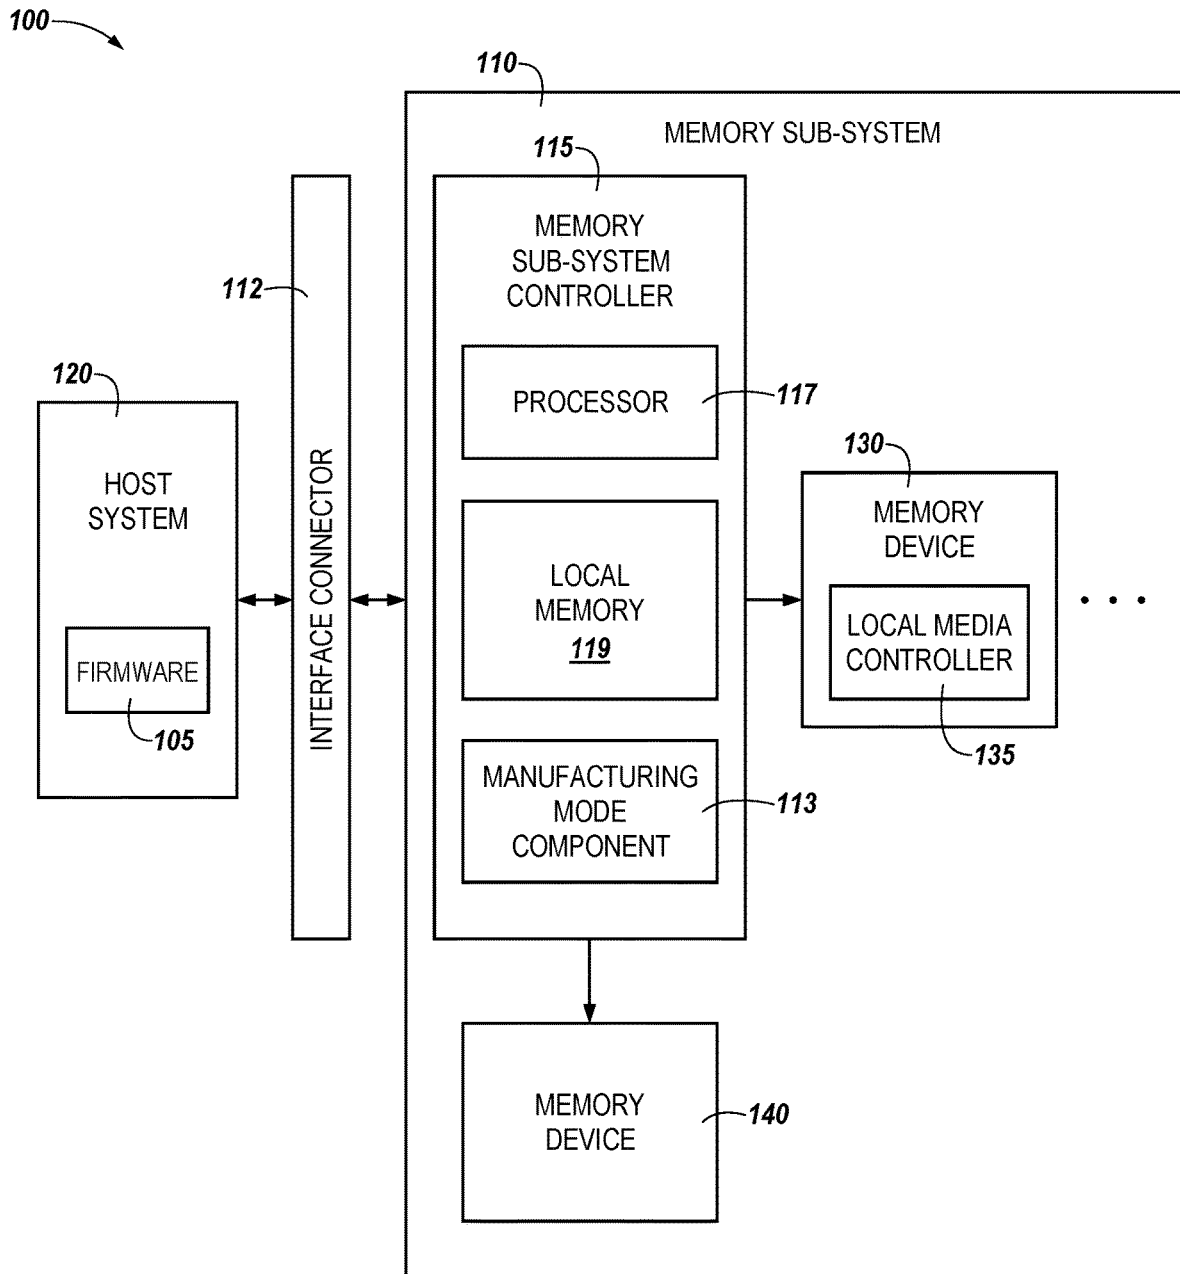 100
110
MEMORY SUB-SYSTEM
115
MEMORY
SUB-SYSTEM
CONTROLLER
112
INTERFACE CONNECTOR
120
HOST
SYSTEM
FIRMWARE
105
PROCESSOR
117
LOCAL
MEMORY
119
MANUFACTURING
MODE
COMPONENT
113
130
MEMORY
DEVICE
LOCAL MEDIA
CONTROLLER
135
• • •
MEMORY
DEVICE
140